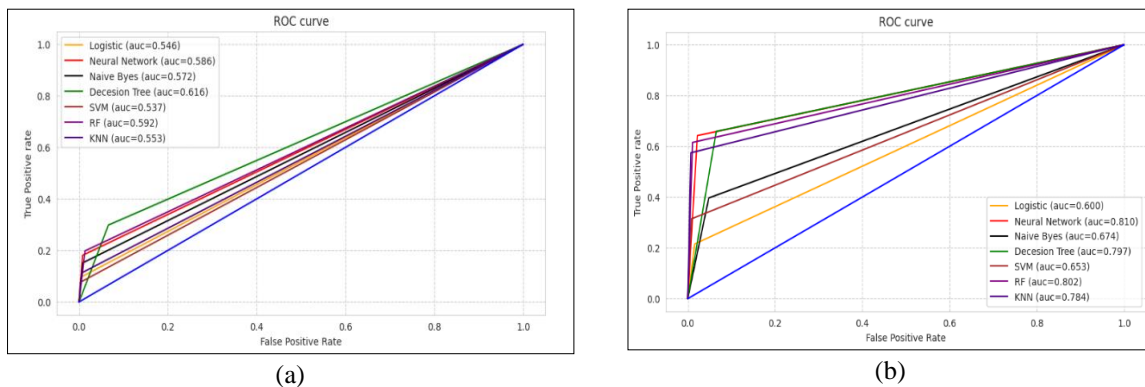 ROC curve
1.0
0.8
0.6
0.4
0.2
0.0
True Positive rate
Logistic (auc=0.546)
Neural Network (auc=0.586)
Naive Byes (auc=0.572)
Decesion Tree (auc=0.616)
SVM (auc=0.537)
RF (auc=0.592)
KNN (auc=0.553)
0.0 0.2 0.4 0.6 0.8 1.0
False Positive Rate
(a)
ROC curve
1.0
0.8
0.6
0.4
0.2
0.0
True Positive rate
Logistic (auc=0.600)
Neural Network (auc=0.810)
Naive Byes (auc=0.674)
Decesion Tree (auc=0.797)
SVM (auc=0.653)
RF (auc=0.802)
KNN (auc=0.784)
0.0 0.2 0.4 0.6 0.8 1.0
False Positive Rate
(b)